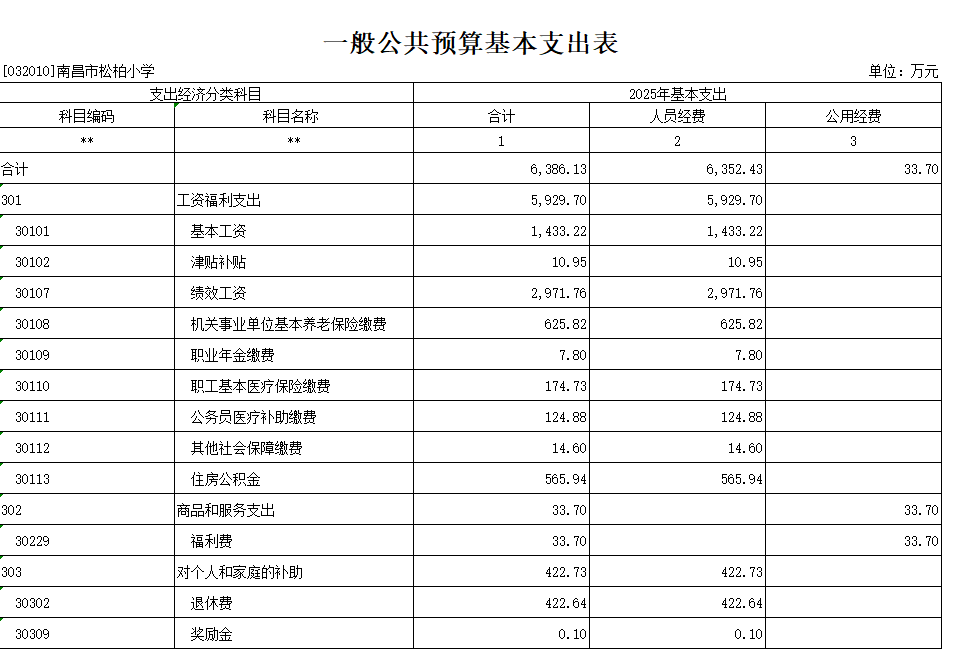 一般公共预算基本支出表
[032010]南昌市松柏小学 单位：万元
支出经济分类科目 2025年基本支出
科目编码 科目名称 合计 人员经费 公用经费
** ** 1 2 3
合计 6,386.13 6,352.43 33.70
301 工资福利支出 5,929.70 5,929.70
30101 基本工资 1,433.22 1,433.22
30102 津贴补贴 10.95 10.95
30107 绩效工资 2,971.76 2,971.76
30108 机关事业单位基本养老保险缴费 625.82 625.82
30109 职业年金缴费 7.80 7.80
30110 职工基本医疗保险缴费 174.73 174.73
30111 公务员医疗补助缴费 124.88 124.88
30112 其他社会保障缴费 14.60 14.60
30113 住房公积金 565.94 565.94
302 商品和服务支出 33.70 33.70
30229 福利费 33.70 33.70
303 对个人和家庭的补助 422.73 422.73
30302 退休费 422.64 422.64
30309 奖励金 0.10 0.10